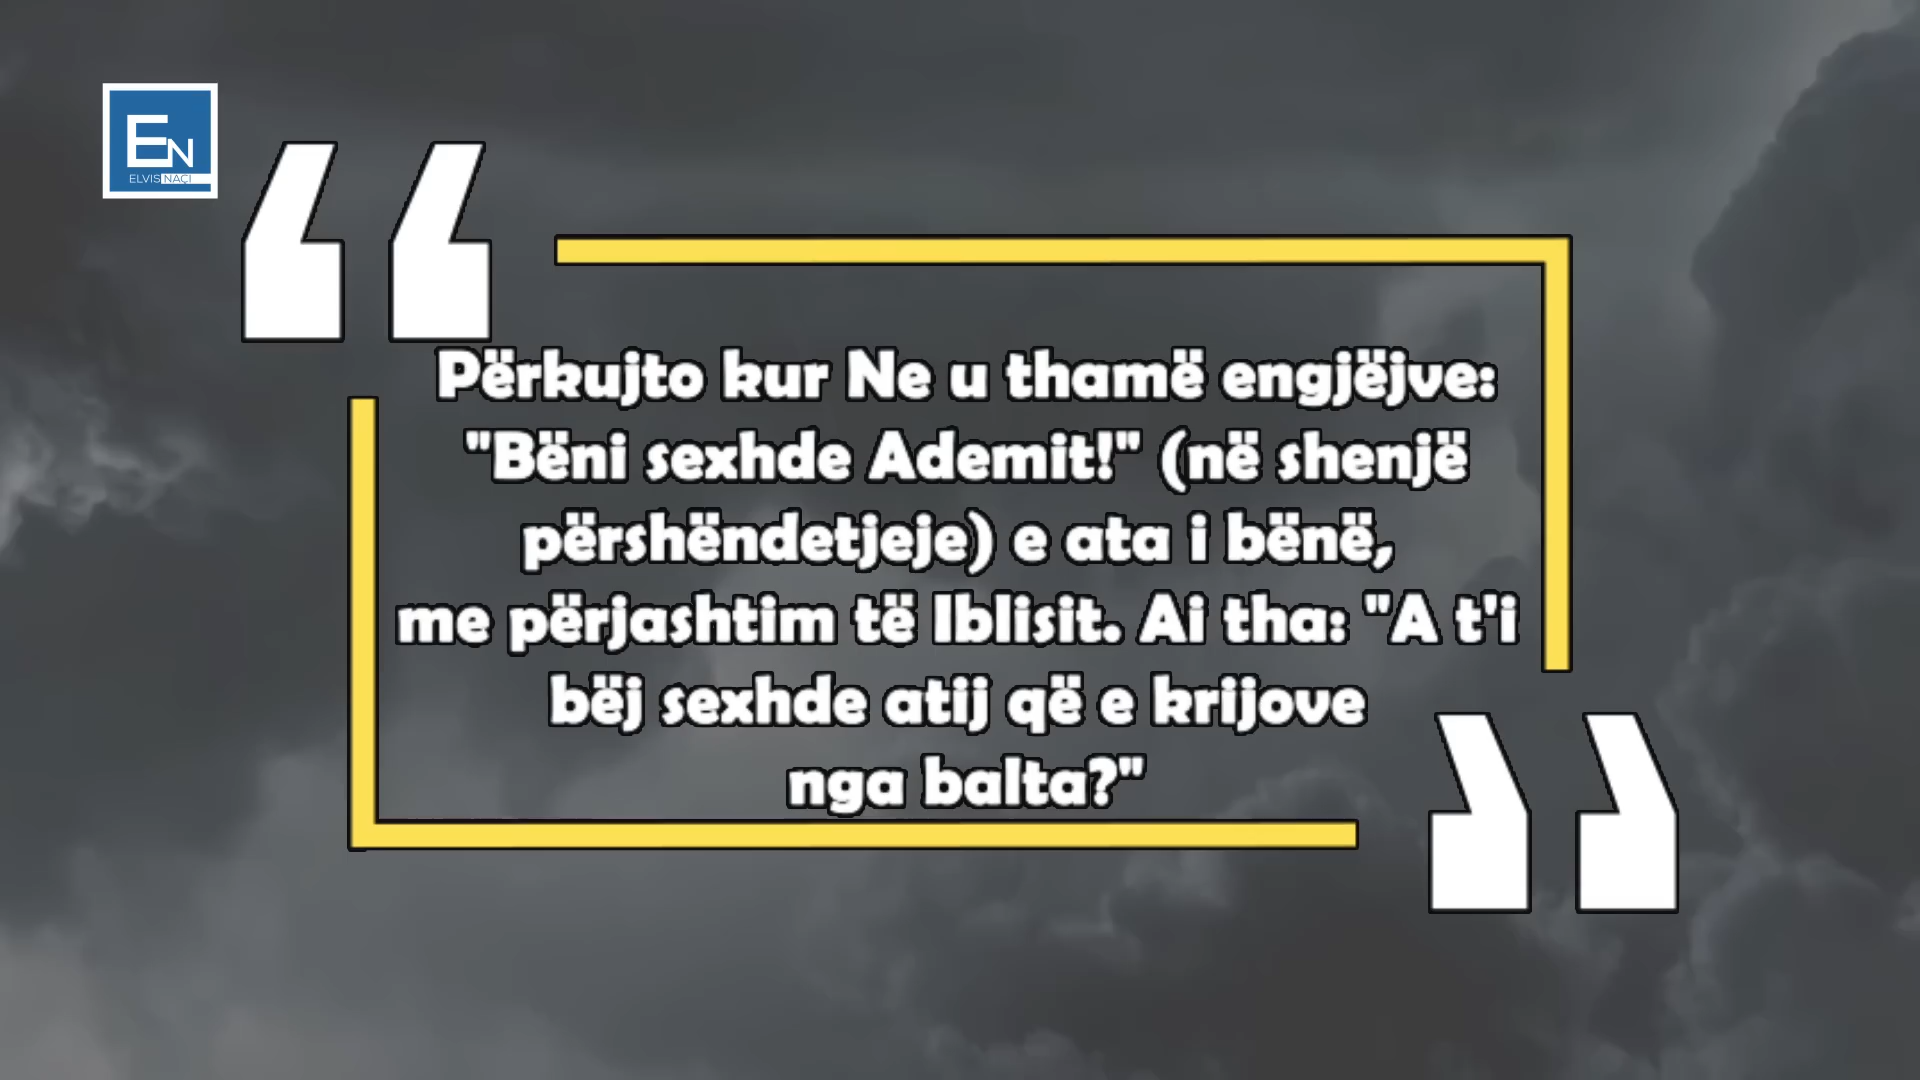 EN
ELVIS NAÇI
Përkujto kur Ne u thamë engjëjve:
"Bëni sexhde Ademit!" (në shenjë
përshëndetjeje) e ata i bënë,
me përjashtim të Iblisit. Ai tha: "A t'i
bëj sexhde atij që e krijove
nga balta?"